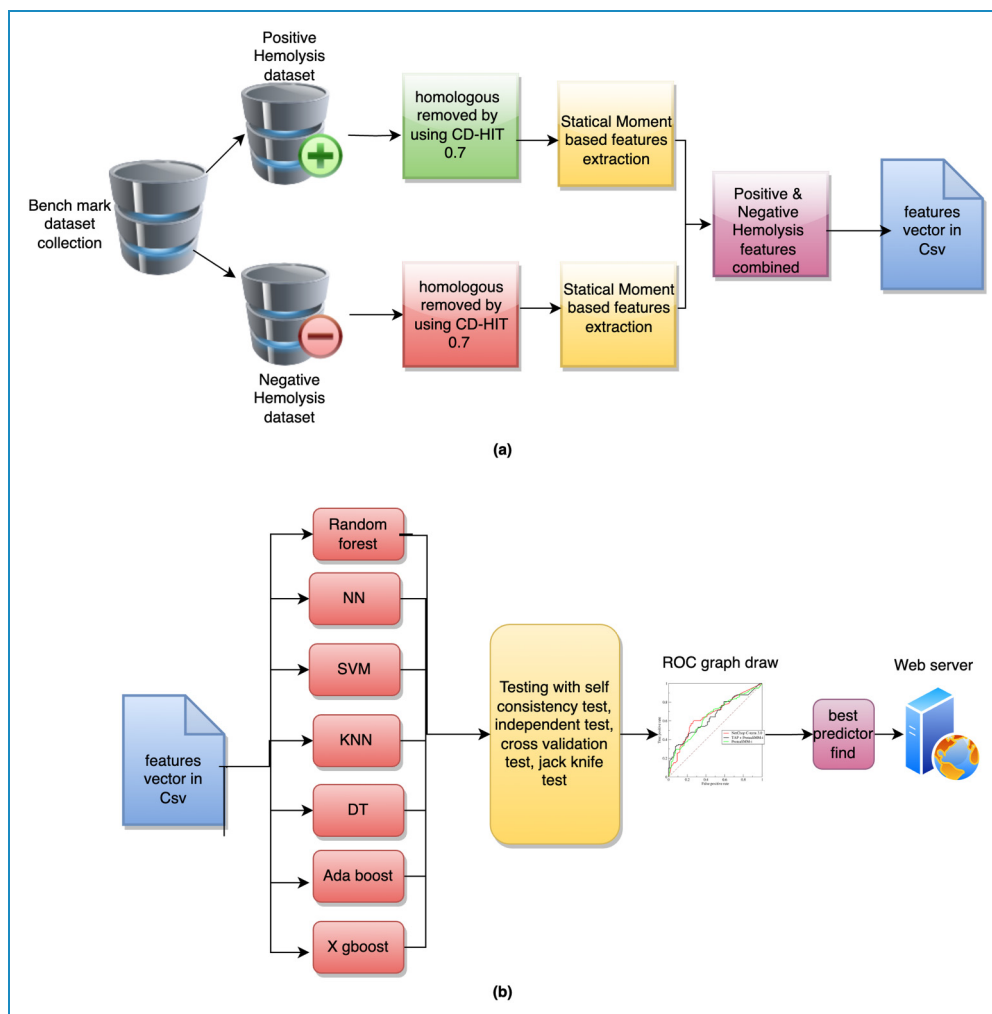 Positive
Hemolysis
dataset
homologous
removed by
using CD-HIT
0.7
Statical Moment
based features
extraction
Bench mark
dataset
collection
Positive &
Negative
Hemolysis
features
combined
features
vector in
Csv
homologous
removed by
using CD-HIT
0.7
Statical Moment
based features
extraction
Negative
Hemolysis
dataset
(a)
Random
forest
NN
SVM
KNN
DT
Ada boost
X gboost
features
vector in
Csv
Testing with self
consistency test,
independent test,
cross validation
test, jack knife
test
ROC graph draw
False positive rate
best
predictor
find
Web server
(b)